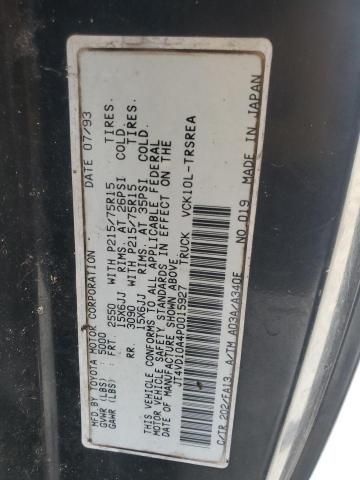 MFD. BY TOYOTA MOTOR CORPORATION DATE 07/93
GVWR (LBS) : 5000
GAWR (LBS) : FRT. 2550 WITH P215/75R15 TIRES.
15X6JJ RIMS. AT 26PSI COLD.
RR. 3090 WITH P215/75R15 TIRES.
15X6JJ RIMS. AT 35PSI COLD.
THIS VEHICLE CONFORMS TO ALL APPLICABLE FEDERAL
MOTOR VEHICLE SAFETY STANDARDS IN EFFECT ON THE
DATE OF MANUFACTURE SHOWN ABOVE.
JT4VD10A4P0015927 TRUCK VCK10L-TRSREA
C/TR 202/FA13. A/TM A03A/A340E NO.019 MADE IN JAPAN